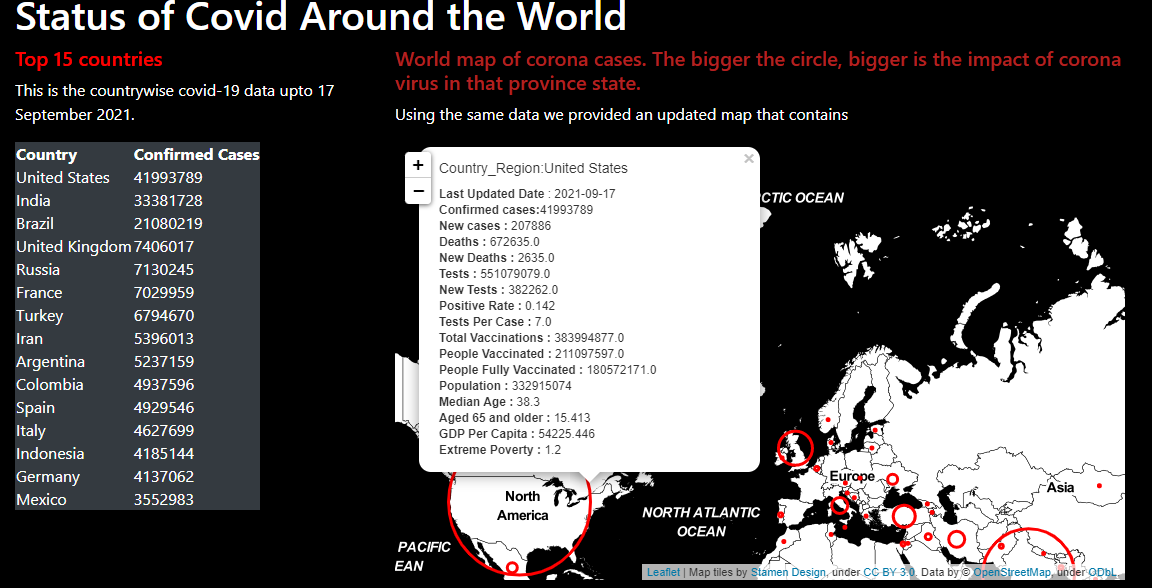 Status of Covid Around the World
Top 15 countries
This is the countrywise covid-19 data upto 17
September 2021.
Country Confirmed Cases
United States 41993789
India 33381728
Brazil 21080219
United Kingdom 7406017
Russia 7130245
France 7029959
Turkey 6794670
Iran 5396013
Argentina 5237159
Colombia 4937596
Spain 4929546
Italy 4627699
Indonesia 4185144
Germany 4137062
Mexico 3552983
World map of corona cases. The bigger the circle, bigger is the impact of corona
virus in that province state.
Using the same data we provided an updated map that contains
+
−
×
Country_Region:United States
Last Updated Date : 2021-09-17
Confirmed cases:41993789
New cases : 207886
Deaths : 672635.0
New Deaths : 2635.0
Tests : 551079079.0
New Tests : 382262.0
Positive Rate : 0.142
Tests Per Case : 7.0
Total Vaccinations : 383994877.0
People Vaccinated : 211097597.0
People Fully Vaccinated : 180572171.0
Population : 332915074
Median Age : 38.3
Aged 65 and older : 15.413
GDP Per Capita : 54225.446
Extreme Poverty : 1.2
CTIC OCEAN
Europe
Asia
North
America
NORTH ATLANTIC
OCEAN
PACIFIC
EAN
Leaflet | Map tiles by Stamen Design, under CC BY 3.0. Data by © OpenStreetMap, under ODbL.